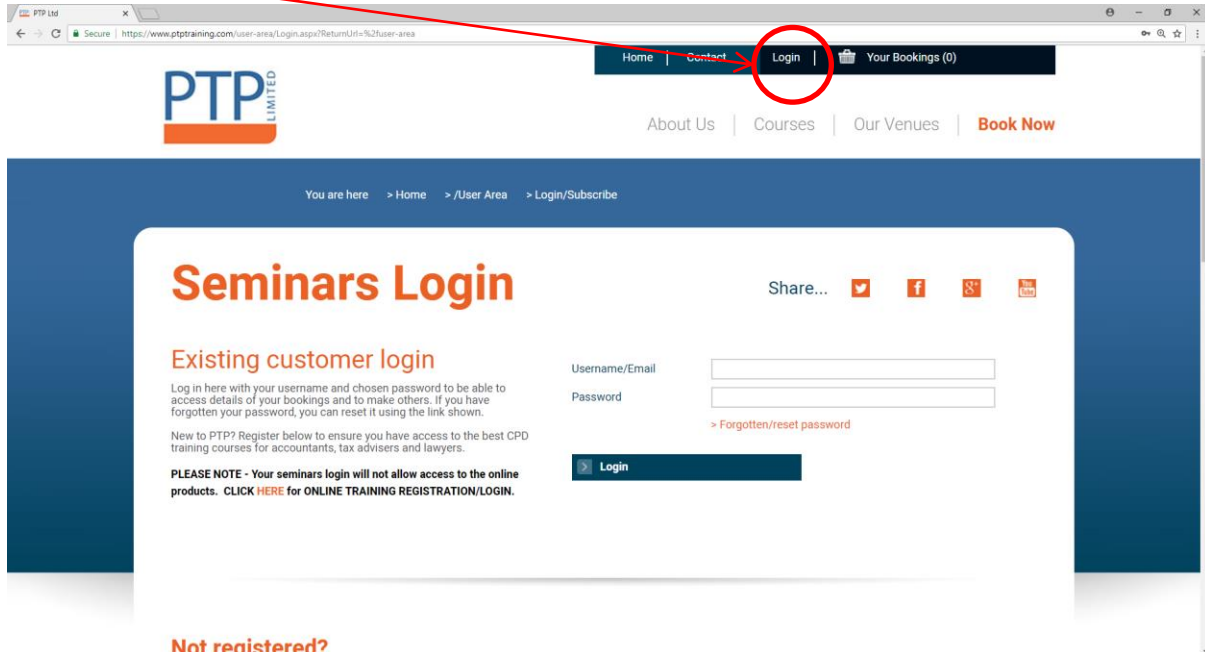 PTP Ltd
Secure | https://www.ptptraining.com/user-area/Login.aspx?ReturnUrl=%2fuser-area
Home | Contact Login | Your Bookings (0)
PTP LIMITED
About Us | Courses | Our Venues | Book Now
You are here > Home > /User Area > Login/Subscribe
Seminars Login
Share...
You Tube
Existing customer login
Log in here with your username and chosen password to be able to
access details of your bookings and to make others. If you have
forgotten your password, you can reset it using the link shown.
New to PTP? Register below to ensure you have access to the best CPD
training courses for accountants, tax advisers and lawyers.
PLEASE NOTE - Your seminars login will not allow access to the online
products. CLICK HERE for ONLINE TRAINING REGISTRATION/LOGIN.
Username/Email
Password
> Forgotten/reset password
Login
Not registered?